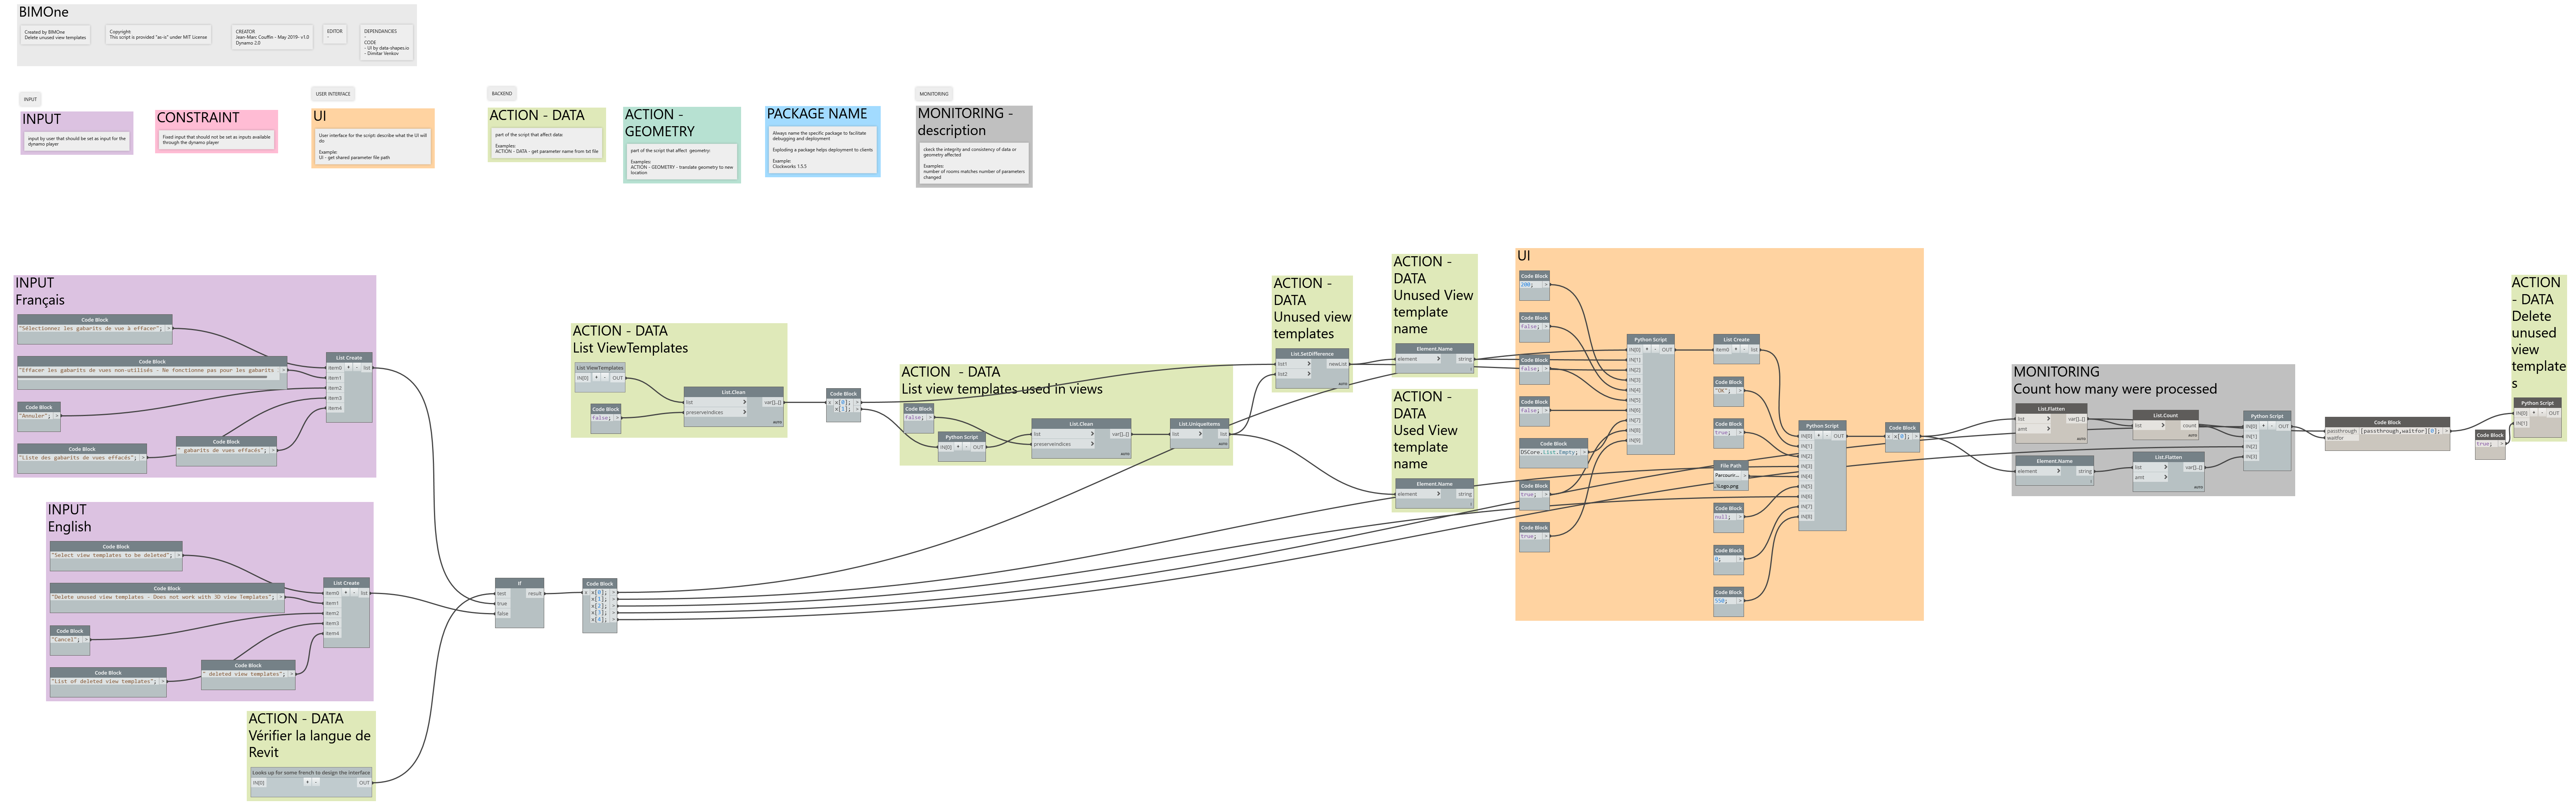 BIMOne
Created by BIMOne
Delete unused view templates
Copyright
This script is provided "as-is" under MIT License
CREATOR
Jean-Marc Couffin - May 2019- v1.0
Dynamo 2.0
EDITOR
-
DEPENDANCIES
-
CODE
- UI by data-shapes.io
- Dimitar Venkov
INPUT
INPUT
input by user that should be set as input for the
dynamo player
CONSTRAINT
Fixed input that should not be set as inputs available
through the dynamo player
USER INTERFACE
UI
User interface for the script: describe what the UI will
do
Example:
UI - get shared parameter file path
BACKEND
ACTION - DATA
part of the script that affect data:
Examples:
ACTION - DATA - get parameter name from txt file
ACTION -
GEOMETRY
part of the script that affect geometry:
Examples:
ACTION - GEOMETRY - translate geometry to new
location
PACKAGE NAME
Always name the specific package to facilitate
debugging and deployment
Exploding a package helps deployment to clients
Example:
Clockworks 1.5.5
MONITORING
MONITORING -
description
ckeck the integrity and consistency of data or
geometry affected
Examples:
number of rooms matches number of parameters
changed
INPUT
Français
Code Block
"Sélectionnez les gabarits de vue à effacer"; >
Code Block
"Effacer les gabarits de vues non-utilisés - Ne fonctionne pas pour les gabarits >
Code Block
"Annuler"; >
Code Block
"Liste des gabarits de vues effacés"; >
Code Block
" gabarits de vues effacés"; >
List Create
item0 + - list
item1
item2
item3
item4
INPUT
English
Code Block
"Select view templates to be deleted"; >
Code Block
"Delete unused view templates - Does not work with 3D view Templates"; >
Code Block
"Cancel"; >
Code Block
"List of deleted view templates"; >
Code Block
" deleted view templates"; >
List Create
item0 + - list
item1
item2
item3
item4
ACTION - DATA
Vérifier la langue de
Revit
Looks up for some french to design the interface
IN[0] + - OUT
If
test result
true
false
Code Block
x x[0]; >
x[1]; >
x[2]; >
x[3]; >
x[4]; >
ACTION - DATA
List ViewTemplates
List ViewTemplates
IN[0] + - OUT
Code Block
false; >
List.Clean
list > var[]..[]
preserveIndices
AUTO
Code Block
x x[0]; >
x[1]; >
ACTION - DATA
List view templates used in views
Code Block
false; >
Python Script
IN[0] + - OUT
List.Clean
list > var[]..[]
preserveIndices
AUTO
List.UniqueItems
list > list
AUTO
ACTION -
DATA
Unused view
templates
List.SetDifference
list1 > newList
list2 >
AUTO
ACTION -
DATA
Unused View
template
name
Element.Name
element > string
ACTION -
DATA
Used View
template
name
Element.Name
element > string
UI
Code Block
200; >
Code Block
false; >
Code Block
false; >
Code Block
false; >
Code Block
DSCore.List.Empty; >
Code Block
true; >
Code Block
true; >
Python Script
IN[0] + - OUT
IN[1]
IN[2]
IN[3]
IN[4]
IN[5]
IN[6]
IN[7]
IN[8]
IN[9]
List Create
item0 + - list
Code Block
"OK"; >
Code Block
true; >
File Path
Parcourir...
.\Logo.png
Code Block
null; >
Code Block
0; >
Code Block
550; >
Python Script
IN[0] + - OUT
IN[1]
IN[2]
IN[3]
IN[4]
IN[5]
IN[6]
IN[7]
IN[8]
Code Block
x x[0]; >
MONITORING
Count how many were processed
List.Flatten
list > var[]..[]
amt >
AUTO
List.Count
list > count
AUTO
Element.Name
element > string
List.Flatten
list > var[]..[]
amt >
AUTO
Python Script
IN[0] + - OUT
IN[1]
IN[2]
IN[3]
Code Block
passthrough [passthrough,waitfor][0]; >
waitfor
Code Block
true; >
ACTION
- DATA
Delete
unused
view
template
s
Python Script
IN[0] + - OUT
IN[1]